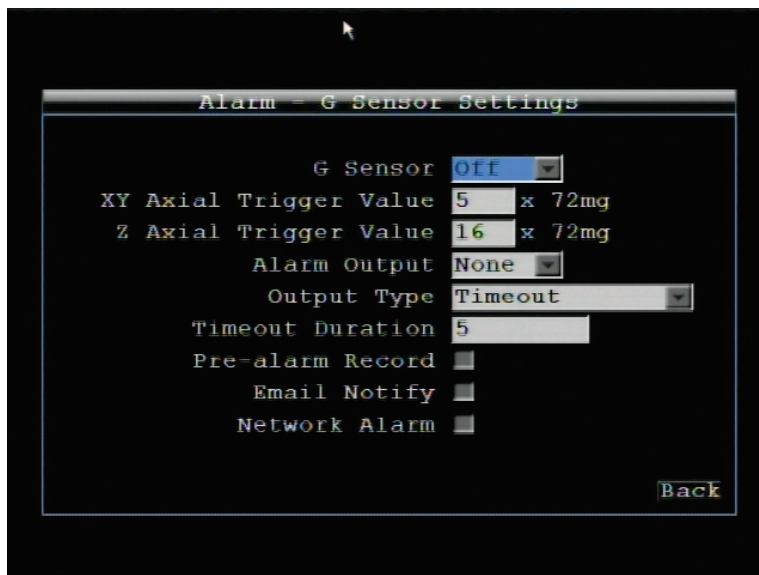 Alarm - G Sensor Settings
G Sensor Off
XY Axial Trigger Value 5 x 72mg
Z Axial Trigger Value 16 x 72mg
Alarm Output None
Output Type Timeout
Timeout Duration 5
Pre-alarm Record
Email Notify
Network Alarm
Back